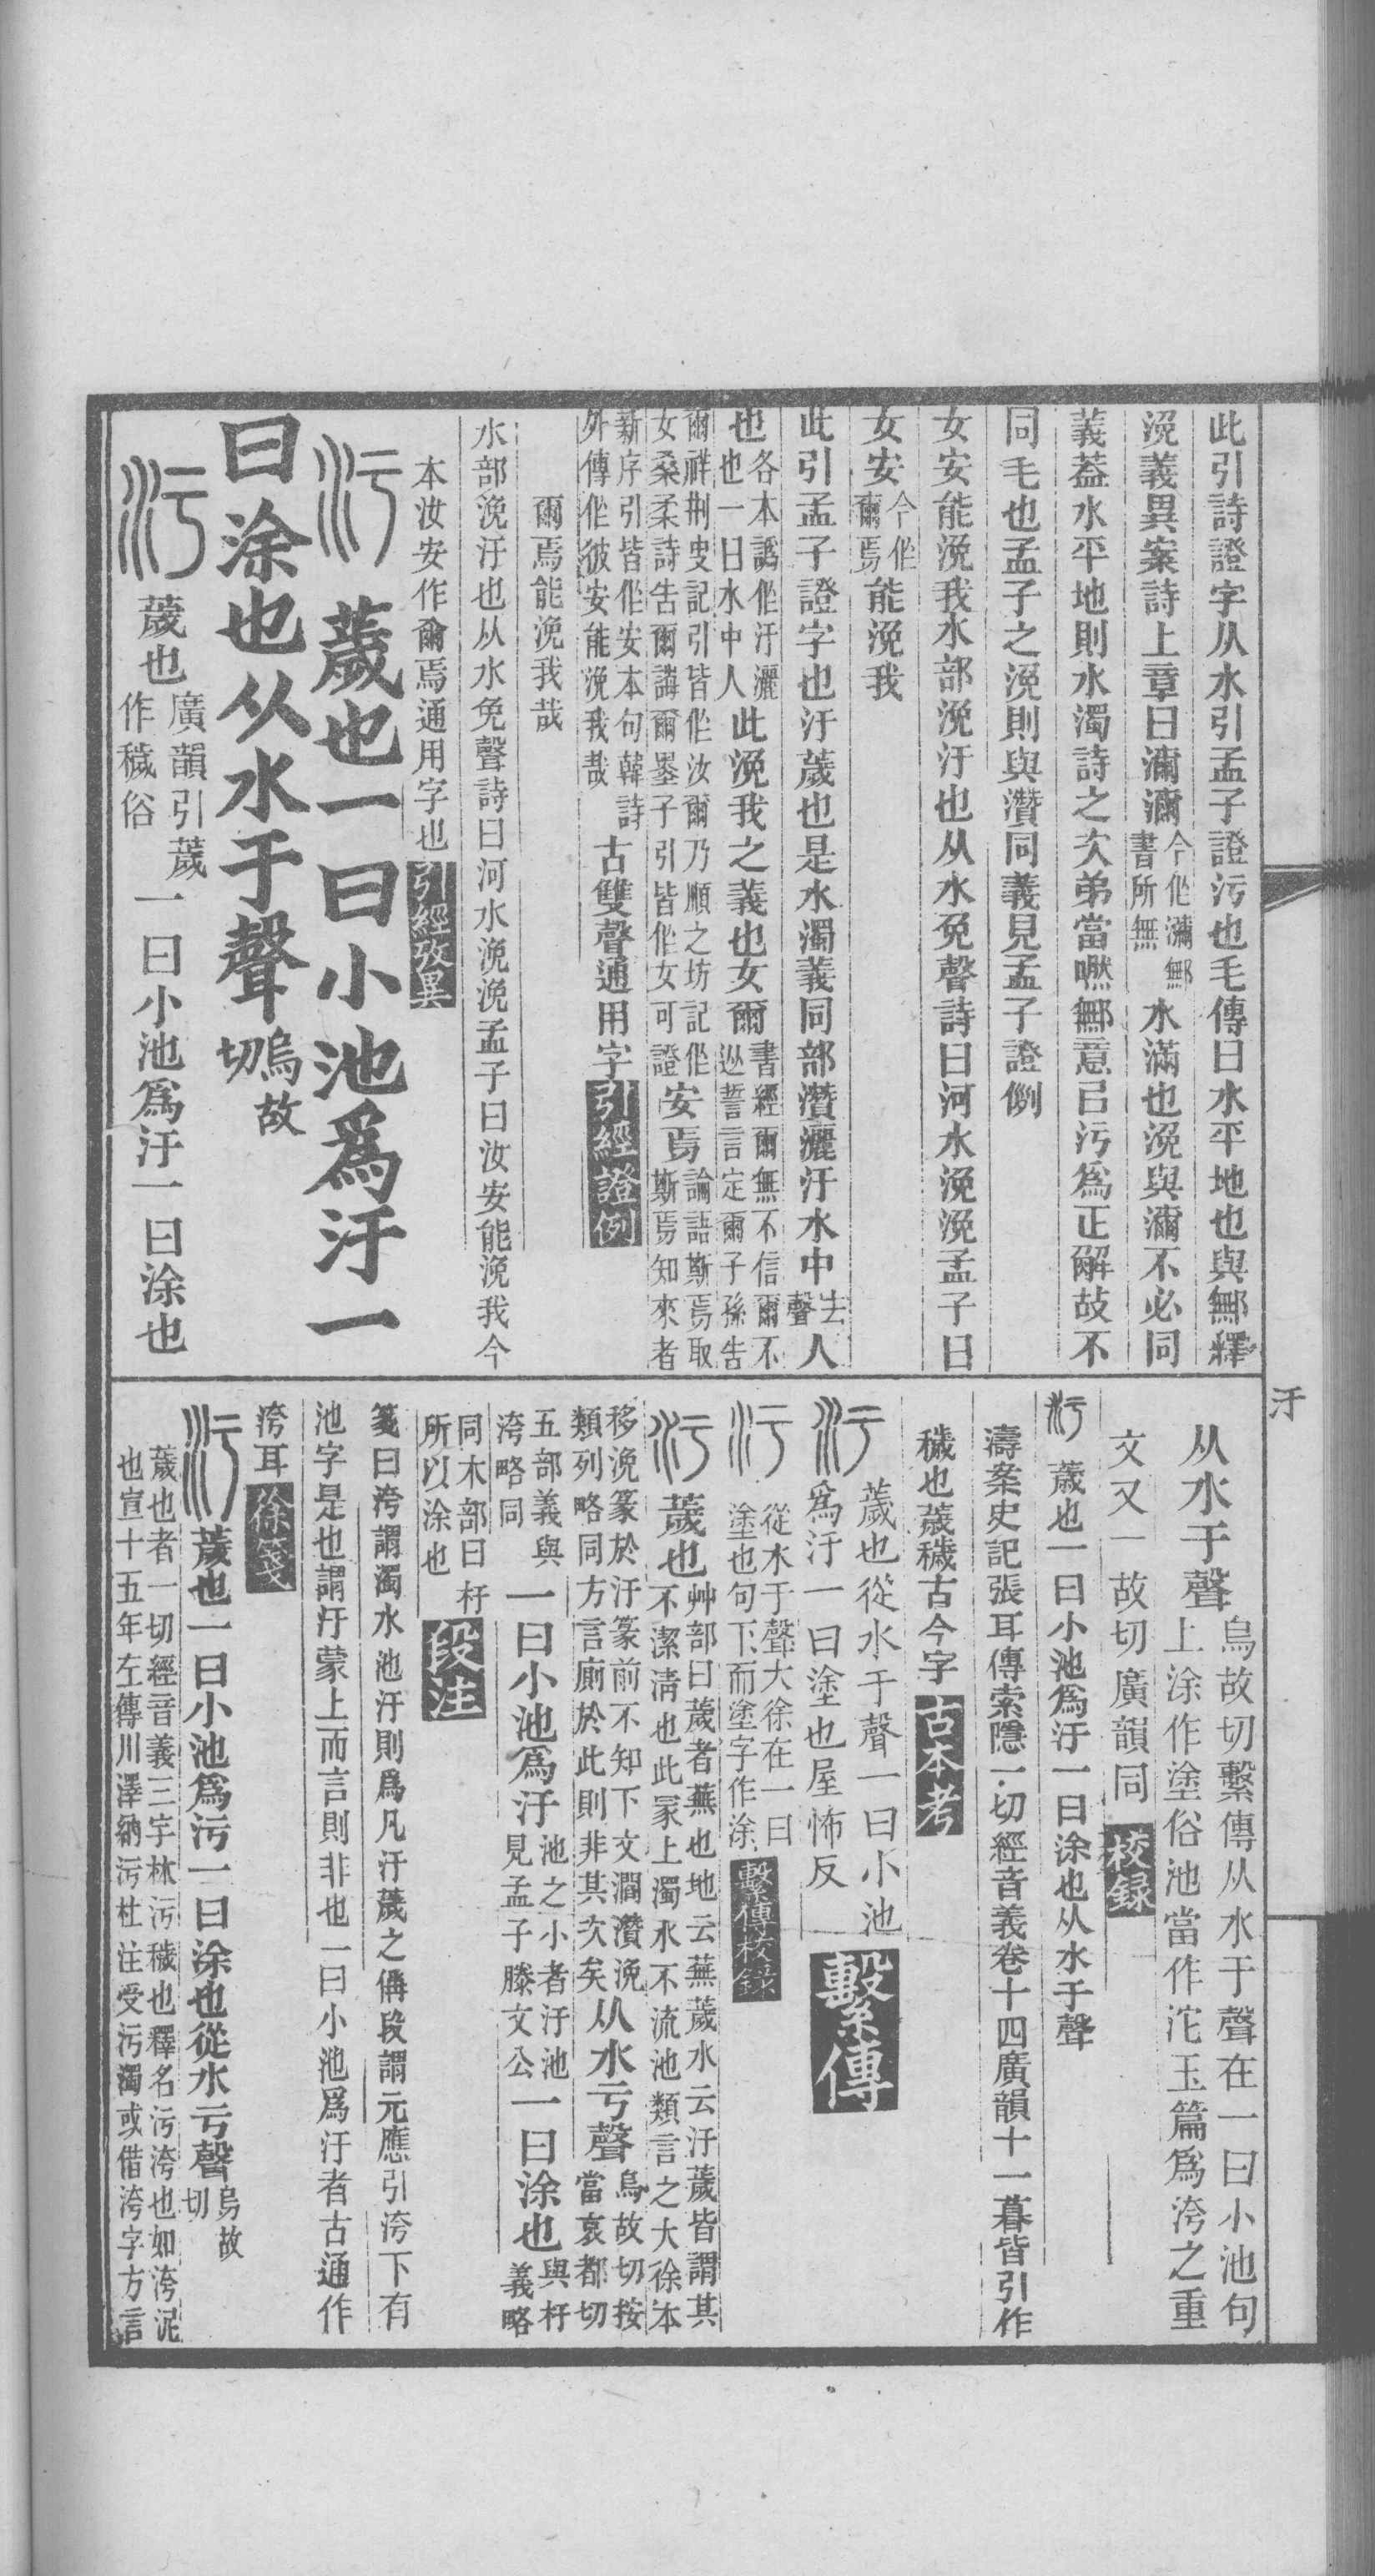 此引詩證字从水引孟子證污也毛傳曰水平地也與鄦釋
浼義異案詩上章曰瀰瀰今作瀰鄦書所無水滿也浼與瀰不必同
義蓋水平地則水濁詩之次弟當嘫鄦意㠯污爲正解故不
同毛也孟子之浼則與灒同義見孟子證例
女安能浼我水部浼汙也从水免聲詩曰河水浼浼孟子曰
女安今作爾焉能浼我
此引孟子證字也汙薉也是水濁義同部灒灑汙水中去聲人
也各本譌作汙灑也一曰水中人此浼我之義也女爾書經爾無不信爾不
從誓言定爾子孫告爾祥刑史記引皆作汝爾乃順之坊記作
女桑柔詩告爾誨爾墨子引皆作女可證安焉論語斯焉取斯焉知來者
新序引皆作安本句韓詩外傳作彼安能浼我哉古雙聲通用字引經證例
爾焉能浼我哉
水部浼汙也从水免聲詩曰河水浼浼孟子曰汝安能浼我今
本汝安作爾焉通用字也引經攷異
汙 薉也一曰小池爲汙一
曰涂也从水于聲烏故切
汙 薉也廣韻引薉作穢俗一曰小池爲汙一曰涂也
汙
从水于聲烏故切繫傳从水于聲在一曰小池句
上涂作塗俗池當作沱玉篇爲洿之重
文又一故切廣韻同校錄
汙 薉也一曰小池爲汙一曰涂也从水于聲
濤案史記張耳傳索隱一切經音義卷十四廣韻十一暮皆引作
穢也薉穢古今字古本考
汙 薉也從水于聲一曰小池
爲汙一曰塗也屋怖反繫傳
汙 從水于聲大徐在一曰
塗也句下而塗字作涂繫傳校錄
汙 薉也艸部曰薉者蕪也地云蕪薉水云汙薉皆謂其
不潔淸也此冡上濁水不流池類言之大徐本
移浼篆於汙篆前不知下文潤灒浼
類列略同方言廁於此則非其次矣从水亏聲烏故切按當哀都切
五部義與洿略同一曰小池爲汙池之小者汙池見孟子滕文公一曰涂也與杇義略
同木部曰杇所以涂也段注
箋曰洿謂濁水池汙則爲凡汙薉之偁段謂元應引洿下有
池字是也謂汙蒙上而言則非也一曰小池爲汙者古通作
洿耳徐箋
汙 薉也一曰小池爲污一曰涂也從水亏聲烏故切
薉也者一切經音義三字林污穢也釋名污洿也如洿泥
也宣十五年左傳川澤納污杜注受污濁或借洿字方言